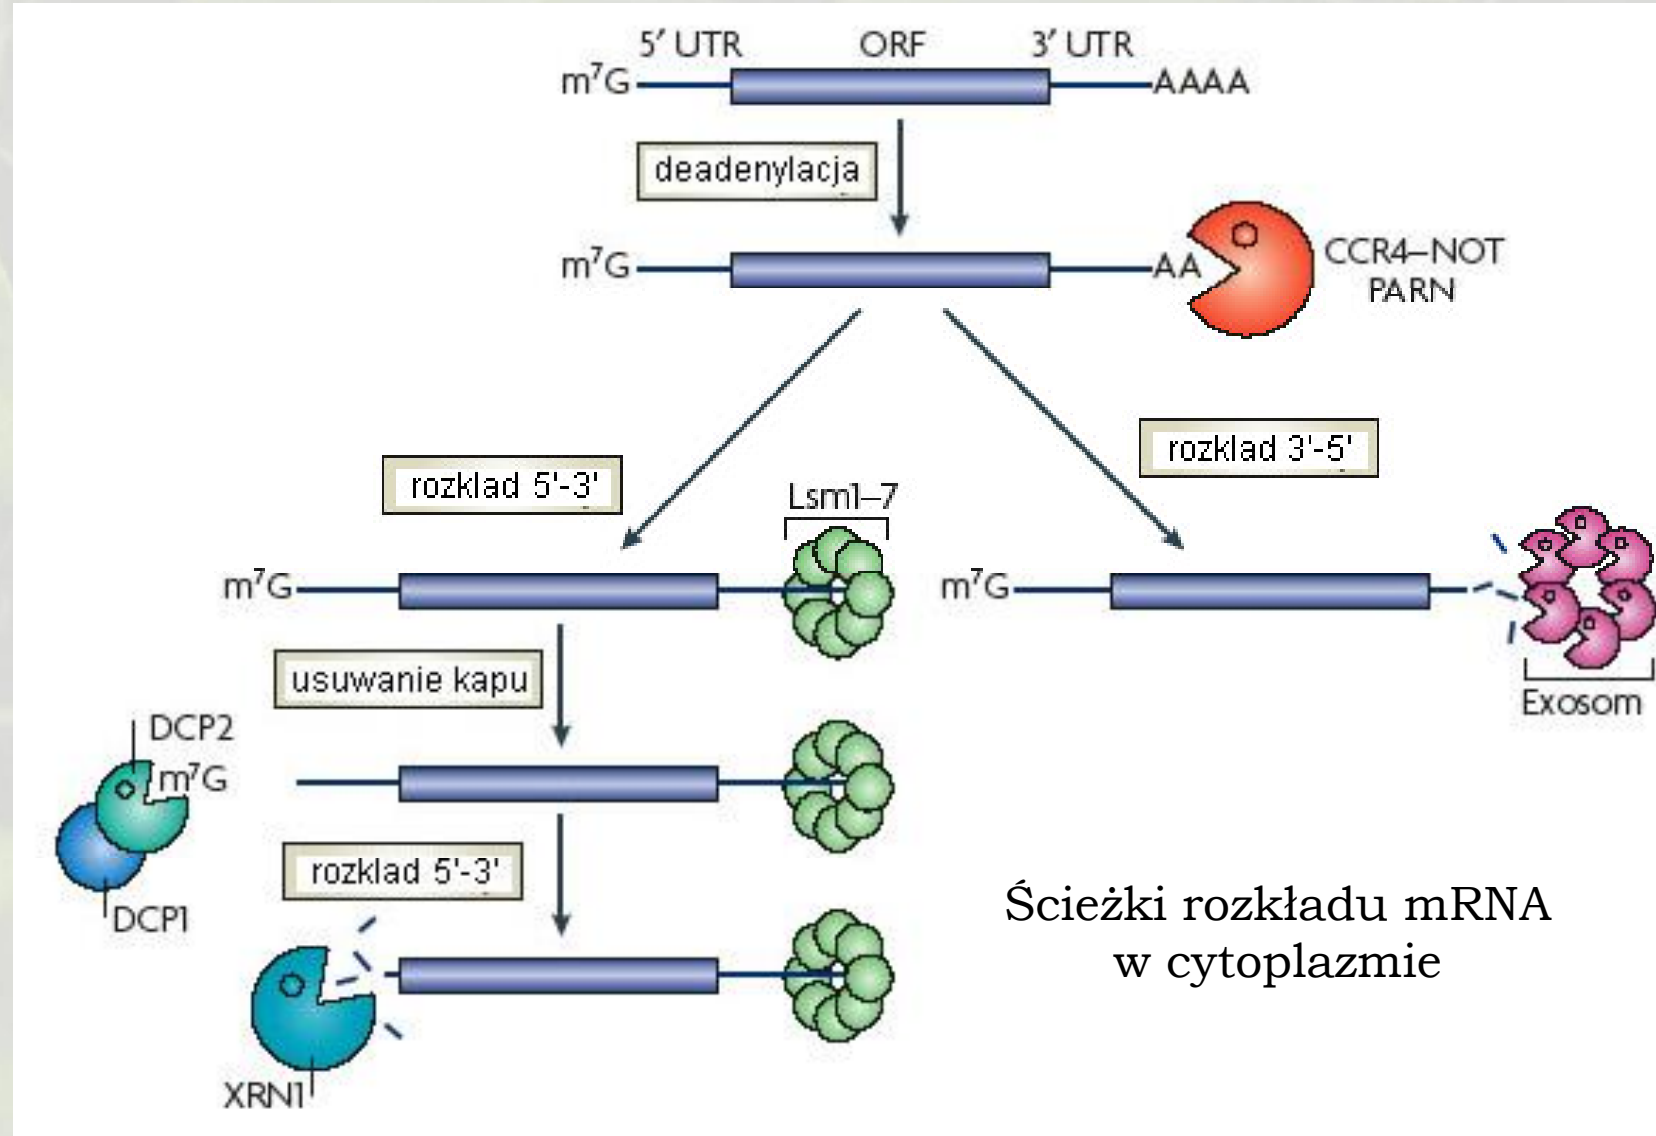 5′ UTR ORF 3′ UTR
m⁷G AAAA
deadenylacja
m⁷G AA
CCR4–NOT
PARN
rozklad 5'-3'
rozklad 3'-5'
Lsm1–7
m⁷G
m⁷G
Exosom
usuwanie kapu
DCP2
m⁷G
DCP1
rozklad 5'-3'
XRN1
Ścieżki rozkładu mRNA
w cytoplazmie